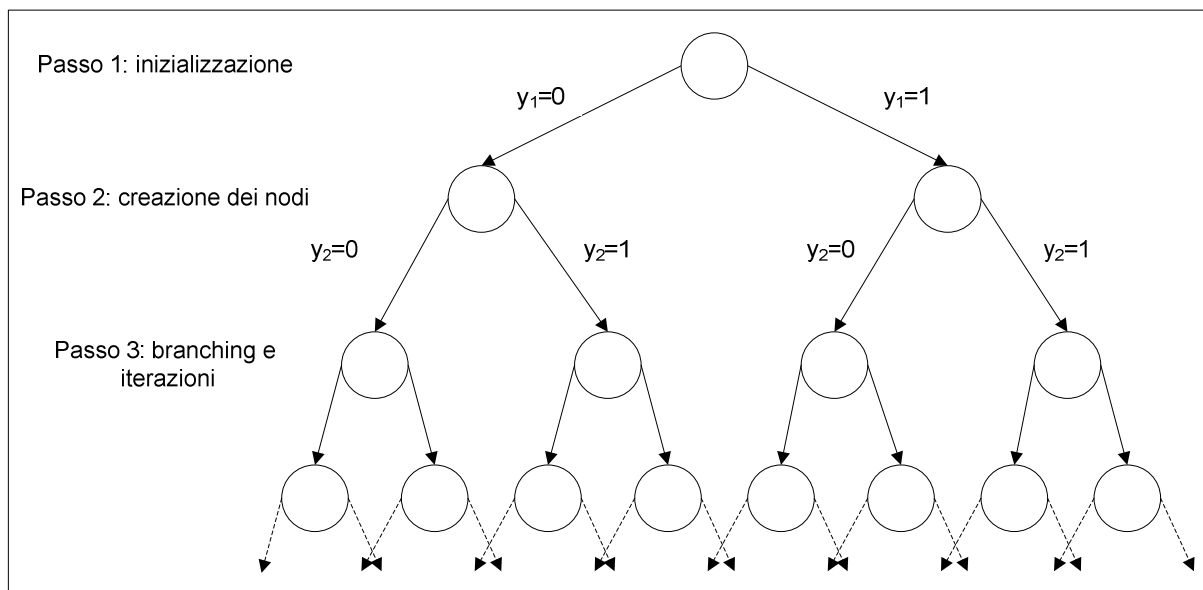 Passo 1: inizializzazione
y₁=0
y₁=1
Passo 2: creazione dei nodi
y₂=0
y₂=1
y₂=0
y₂=1
Passo 3: branching e
iterazioni